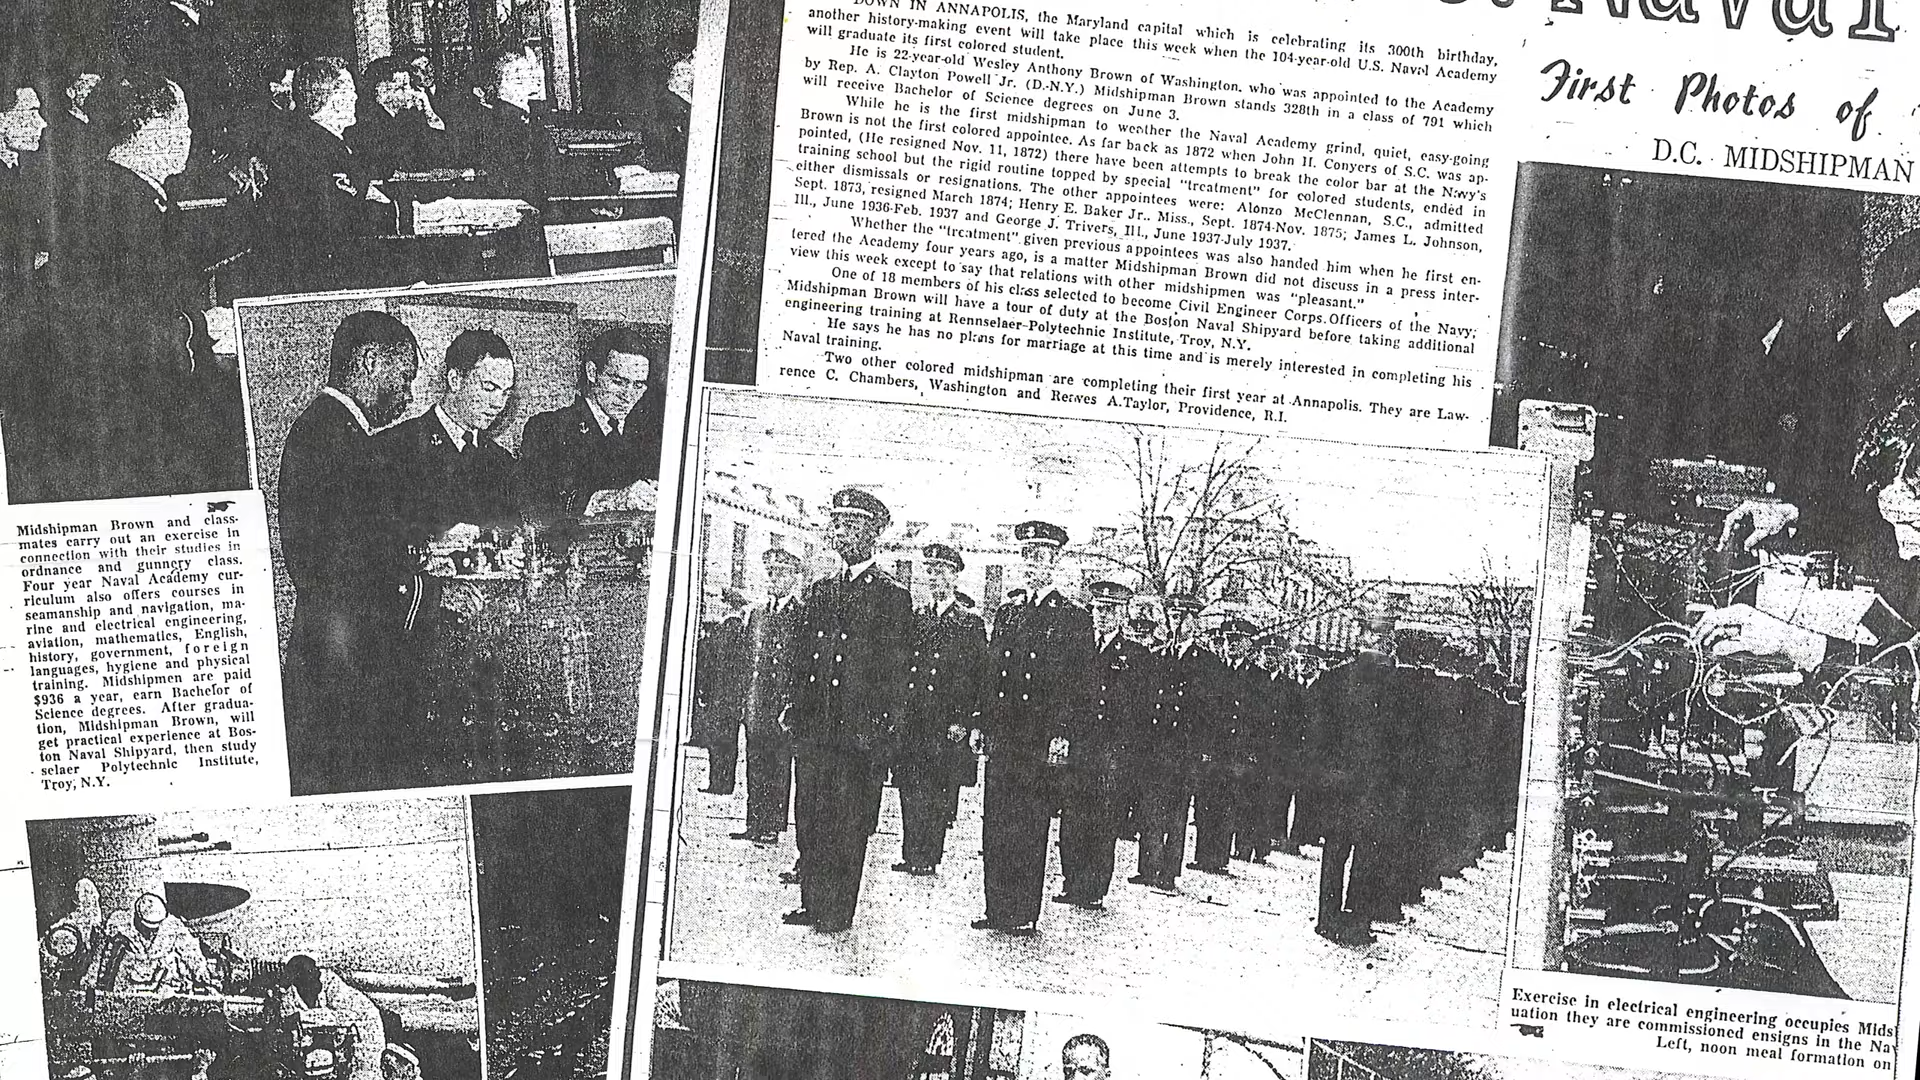 Naval
First Photos of
D.C. MIDSHIPMAN
DOWN IN ANNAPOLIS, the Maryland capital which is celebrating its 300th birthday,
another history-making event will take place this week when the 104-year-old U.S. Naval Academy
will graduate its first colored student.
He is 22-year-old Wesley Anthony Brown of Washington, who was appointed to the Academy
by Rep. A. Clayton Powell Jr. (D.-N.Y.) Midshipman Brown stands 328th in a class of 791 which
will receive Bachelor of Science degrees on June 3.
While he is the first midshipman to weather the Naval Academy grind, quiet, easy-going
Brown is not the first colored appointee. As far back as 1872 when John H. Conyers of S.C. was ap-
pointed, (He resigned Nov. 11, 1872) there have been attempts to break the color bar at the Navy's
training school but the rigid routine topped by special "treatment" for colored students, ended in
either dismissals or resignations. The other appointees were: Alonzo McClennan, S.C., admitted
Sept. 1873, resigned March 1874; Henry E. Baker Jr., Miss., Sept. 1874-Nov. 1875; James L. Johnson,
Ill., June 1936-Feb. 1937 and George J. Trivers, Ill., June 1937-July 1937.
Whether the "treatment" given previous appointees was also handed him when he first en-
tered the Academy four years ago, is a matter Midshipman Brown did not discuss in a press inter-
view this week except to say that relations with other midshipmen was "pleasant."
One of 18 members of his class selected to become Civil Engineer Corps Officers of the Navy,
Midshipman Brown will have a tour of duty at the Boston Naval Shipyard before taking additional
engineering training at Rennselaer-Polytechnic Institute, Troy, N.Y.
He says he has no plans for marriage at this time and is merely interested in completing his
Naval training.
Two other colored midshipman are completing their first year at Annapolis. They are Law-
rence C. Chambers, Washington and Reeves A.Taylor, Providence, R.I.
Midshipman Brown and class-
mates carry out an exercise in
connection with their studies in
ordnance and gunnery class.
Four year Naval Academy cur-
riculum also offers courses in
seamanship and navigation, ma-
rine and electrical engineering,
aviation, mathematics, English,
history, government, foreign
languages, hygiene and physical
training. Midshipmen are paid
$936 a year, earn Bachelor of
Science degrees. After gradua-
tion, Midshipman Brown, will
get practical experience at Bos-
ton Naval Shipyard, then study
selaer Polytechnic Institute,
Troy, N.Y.
Exercise in electrical engineering occupies Mids
uation they are commissioned ensigns in the Na
Left, noon meal formation on